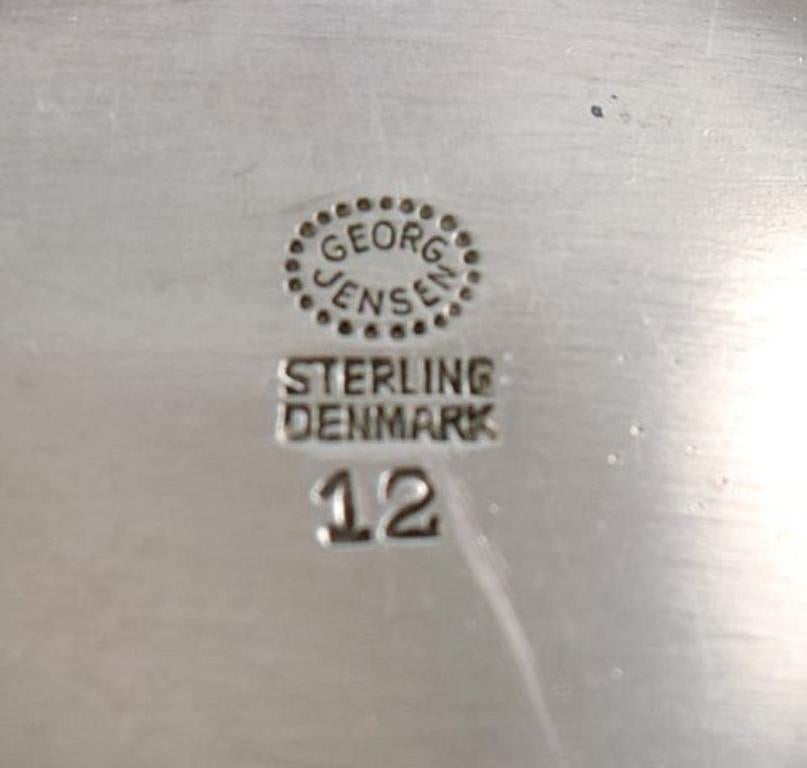 GEORG
JENSEN
STERLING
DENMARK
12